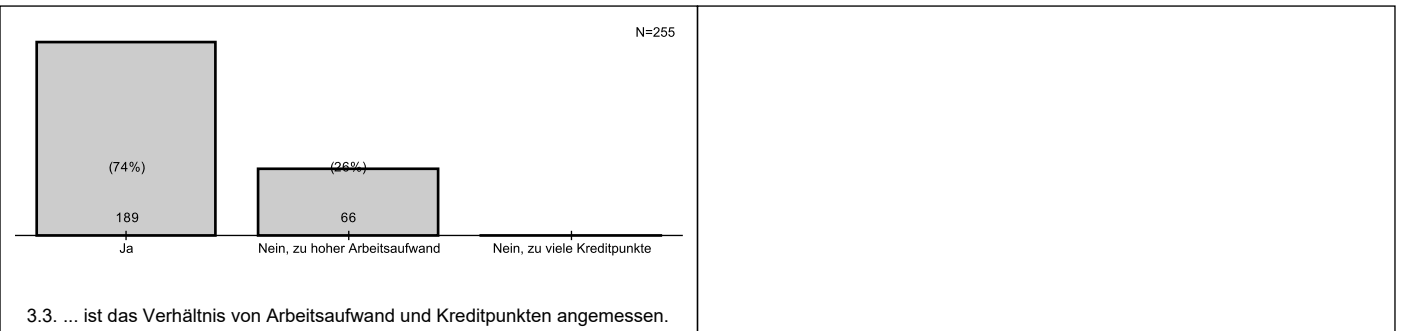 N=255
(74%)
(26%)
189
66
Ja
Nein, zu hoher Arbeitsaufwand
Nein, zu viele Kreditpunkte
3.3. ... ist das Verhältnis von Arbeitsaufwand und Kreditpunkten angemessen.